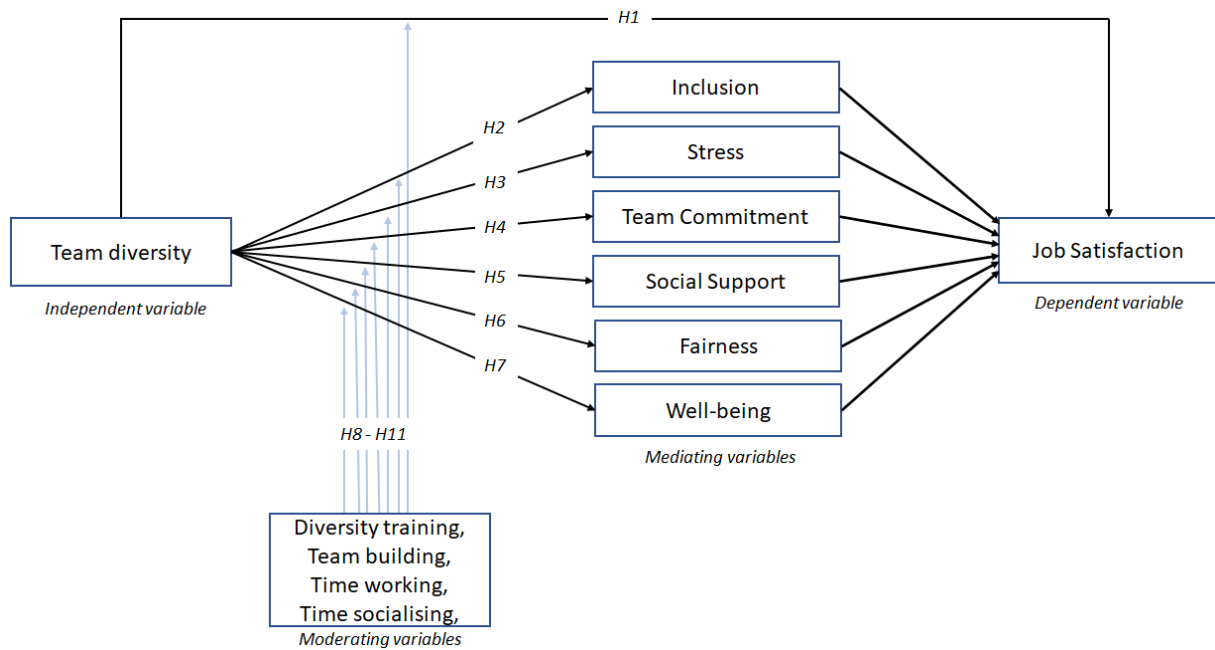 H1
Inclusion
H2
Stress
H3
Team Commitment
H4
Team diversity
Job Satisfaction
H5
Social Support
Independent variable
Dependent variable
H6
Fairness
H7
Well-being
H8 - H11
Mediating variables
Diversity training,
Team building,
Time working,
Time socialising,
Moderating variables